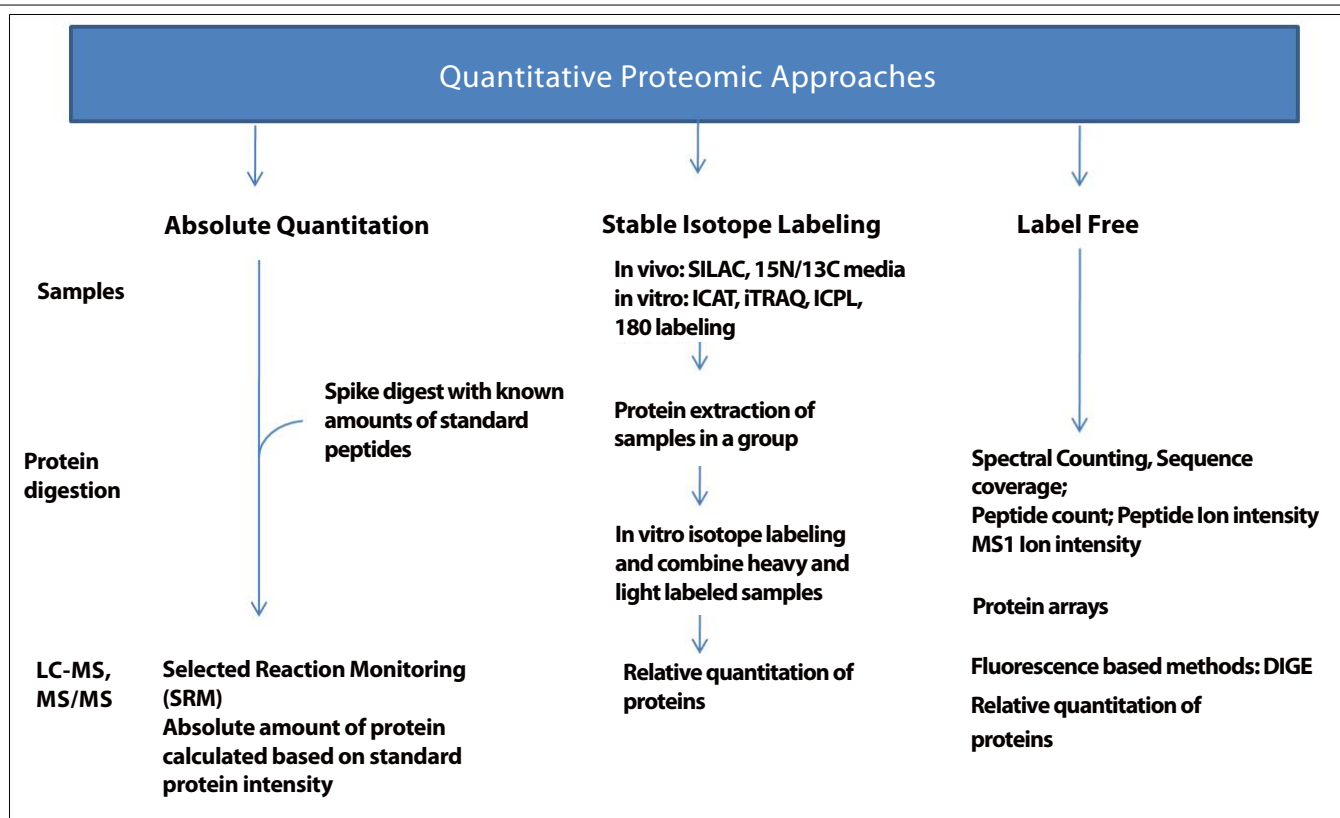 Quantitative Proteomic Approaches
Absolute Quantitation
Stable Isotope Labeling
Label Free
Samples
In vivo: SILAC, 15N/13C media
in vitro: ICAT, iTRAQ, ICPL,
180 labeling
Spike digest with known
amounts of standard
peptides
Protein extraction of
samples in a group
Protein
digestion
Spectral Counting, Sequence
coverage;
Peptide count; Peptide Ion intensity
MS1 Ion intensity
In vitro isotope labeling
and combine heavy and
light labeled samples
Protein arrays
LC-MS,
MS/MS
Selected Reaction Monitoring
(SRM)
Absolute amount of protein
calculated based on standard
protein intensity
Relative quantitation of
proteins
Fluorescence based methods: DIGE
Relative quantitation of
proteins